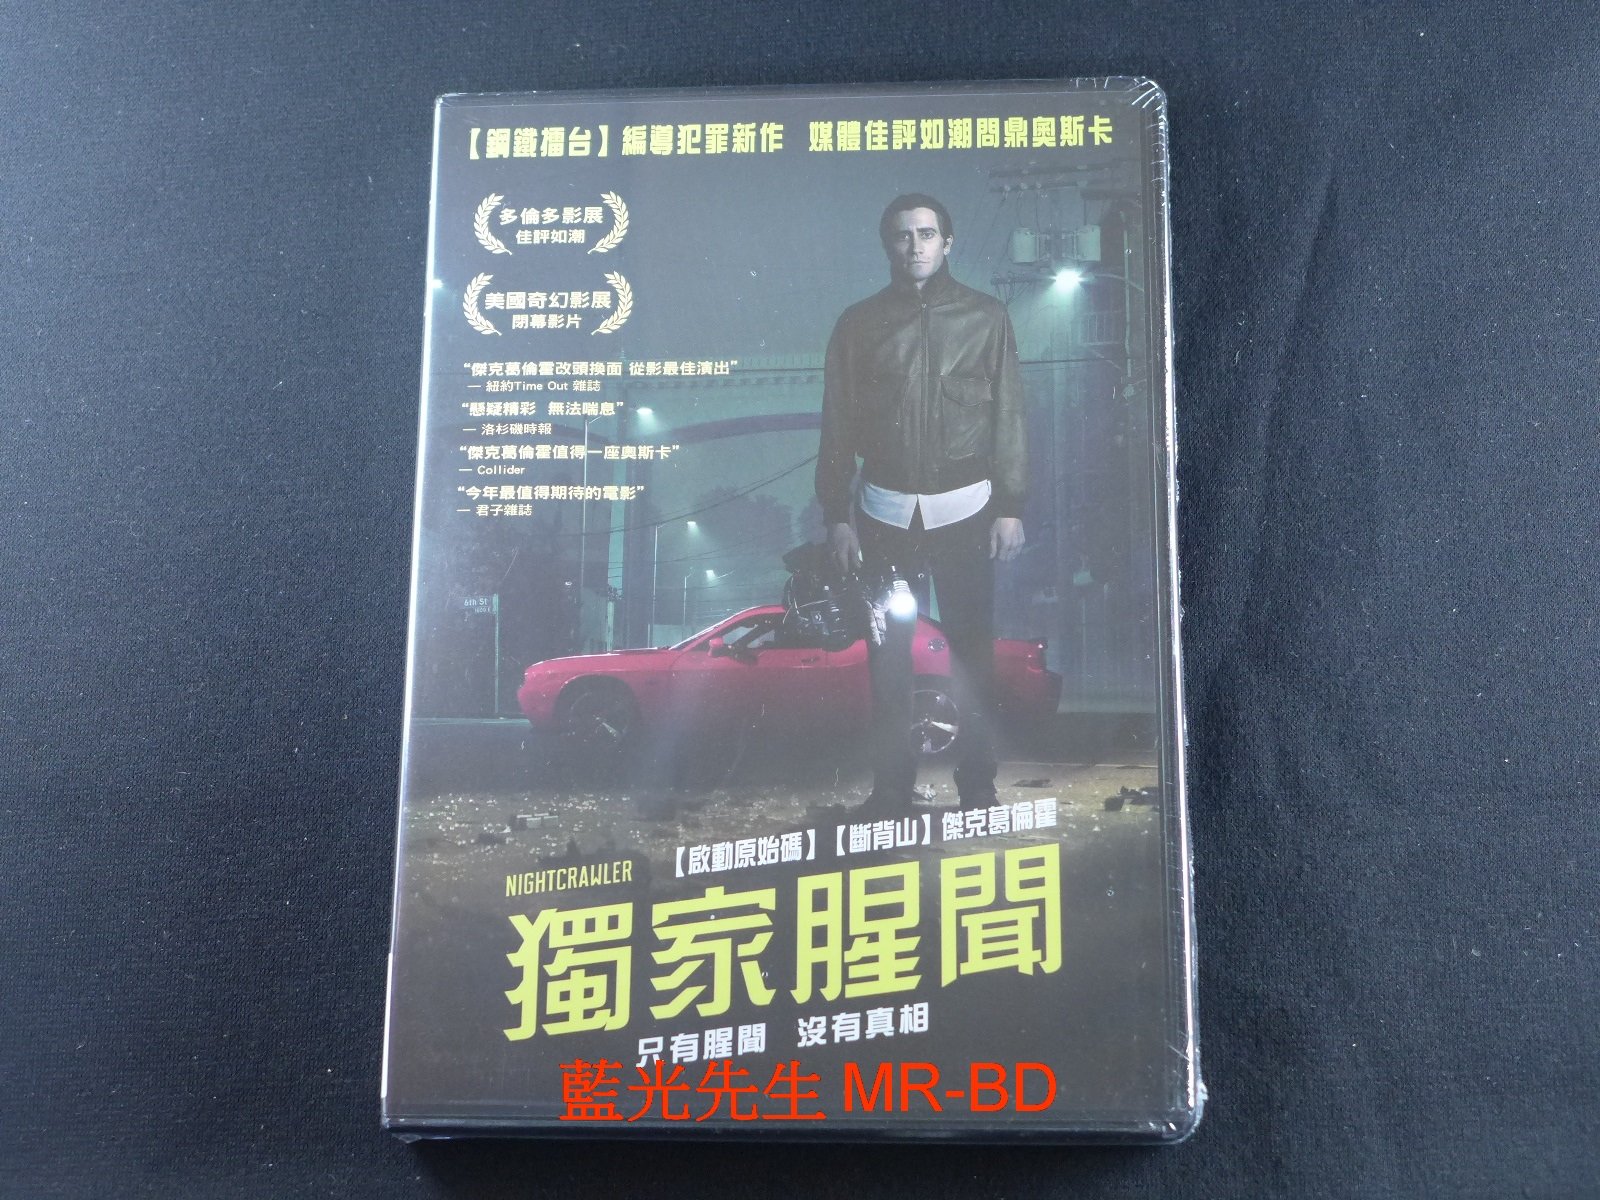 【鋼鐵擂台】編導犯罪新作 媒體佳評如潮問鼎奧斯卡
多倫多影展
佳評如潮
美國奇幻影展
閉幕影片
“傑克葛倫霍改頭換面 從影最佳演出”
— 紐約Time Out 雜誌
“懸疑精彩 無法喘息”
— 洛杉磯時報
“傑克葛倫霍值得一座奧斯卡”
— Collider
“今年最值得期待的電影”
— 君子雜誌
6th St
【啟動原始碼】【斷背山】傑克葛倫霍
NIGHTCRAWLER
獨家腥聞
只有腥聞 沒有真相
藍光先生 MR-BD